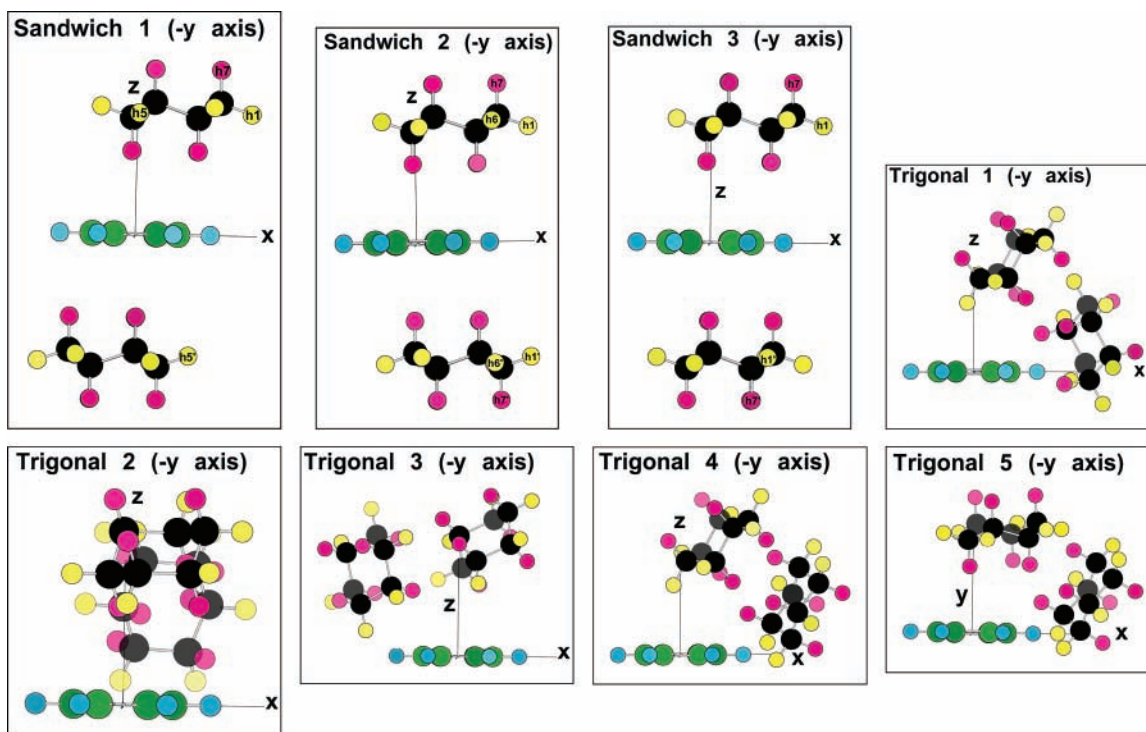 Sandwich 1 (-y axis)
h7
z
h5
h1
x
h5'
Sandwich 2 (-y axis)
h7
z
h6
h1
x
h6'
h1'
h7'
Sandwich 3 (-y axis)
h7
h1
z
x
h1'
h7'
Trigonal 1 (-y axis)
z
x
Trigonal 2 (-y axis)
z
x
Trigonal 3 (-y axis)
z
x
Trigonal 4 (-y axis)
z
x
Trigonal 5 (-y axis)
y
x